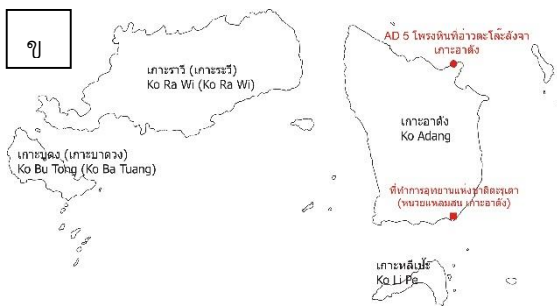 ข
AD 5 โพรงหินที่อ่าวตะโล๊ะลังจา
เกาะอาดัง
เกาะราวี (เกาะระวี)
Ko Ra Wi (Ko Ra Wi)
เกาะอาดัง
Ko Adang
เกาะบูตง (เกาะบาตวง)
Ko Bu Tong (Ko Ba Tuang)
ที่ทำการอุทยานแห่งชาติตะรุเตา
(หน่วยแหลมสน เกาะอาดัง)
เกาะหลีเป๊ะ
Ko Li Pe